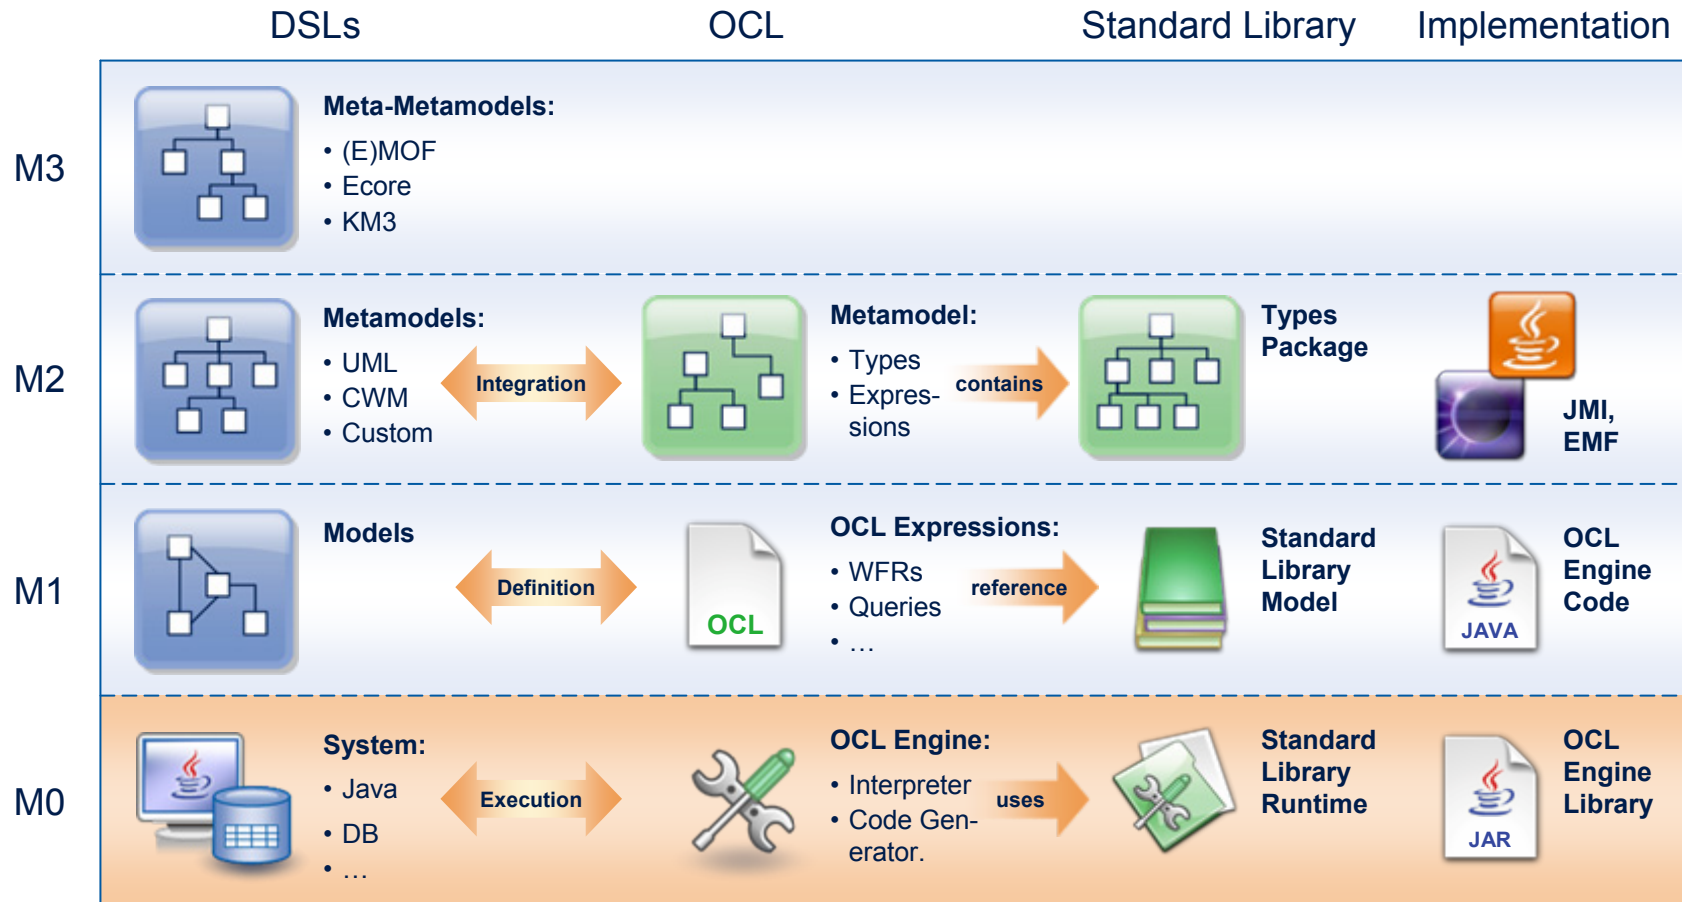 DSLs OCL Standard Library Implementation
M3
Meta-Metamodels:
• (E)MOF
• Ecore
• KM3
M2
Metamodels:
• UML
• CWM
• Custom
Integration
Metamodel:
• Types
• Expres-
sions
contains
Types
Package
JMI,
EMF
M1
Models
Definition
OCL
OCL Expressions:
• WFRs
• Queries
• …
reference
Standard
Library
Model
JAVA
OCL
Engine
Code
M0
System:
• Java
• DB
• …
Execution
OCL Engine:
• Interpreter
• Code Gen-
erator.
uses
Standard
Library
Runtime
JAR
OCL
Engine
Library